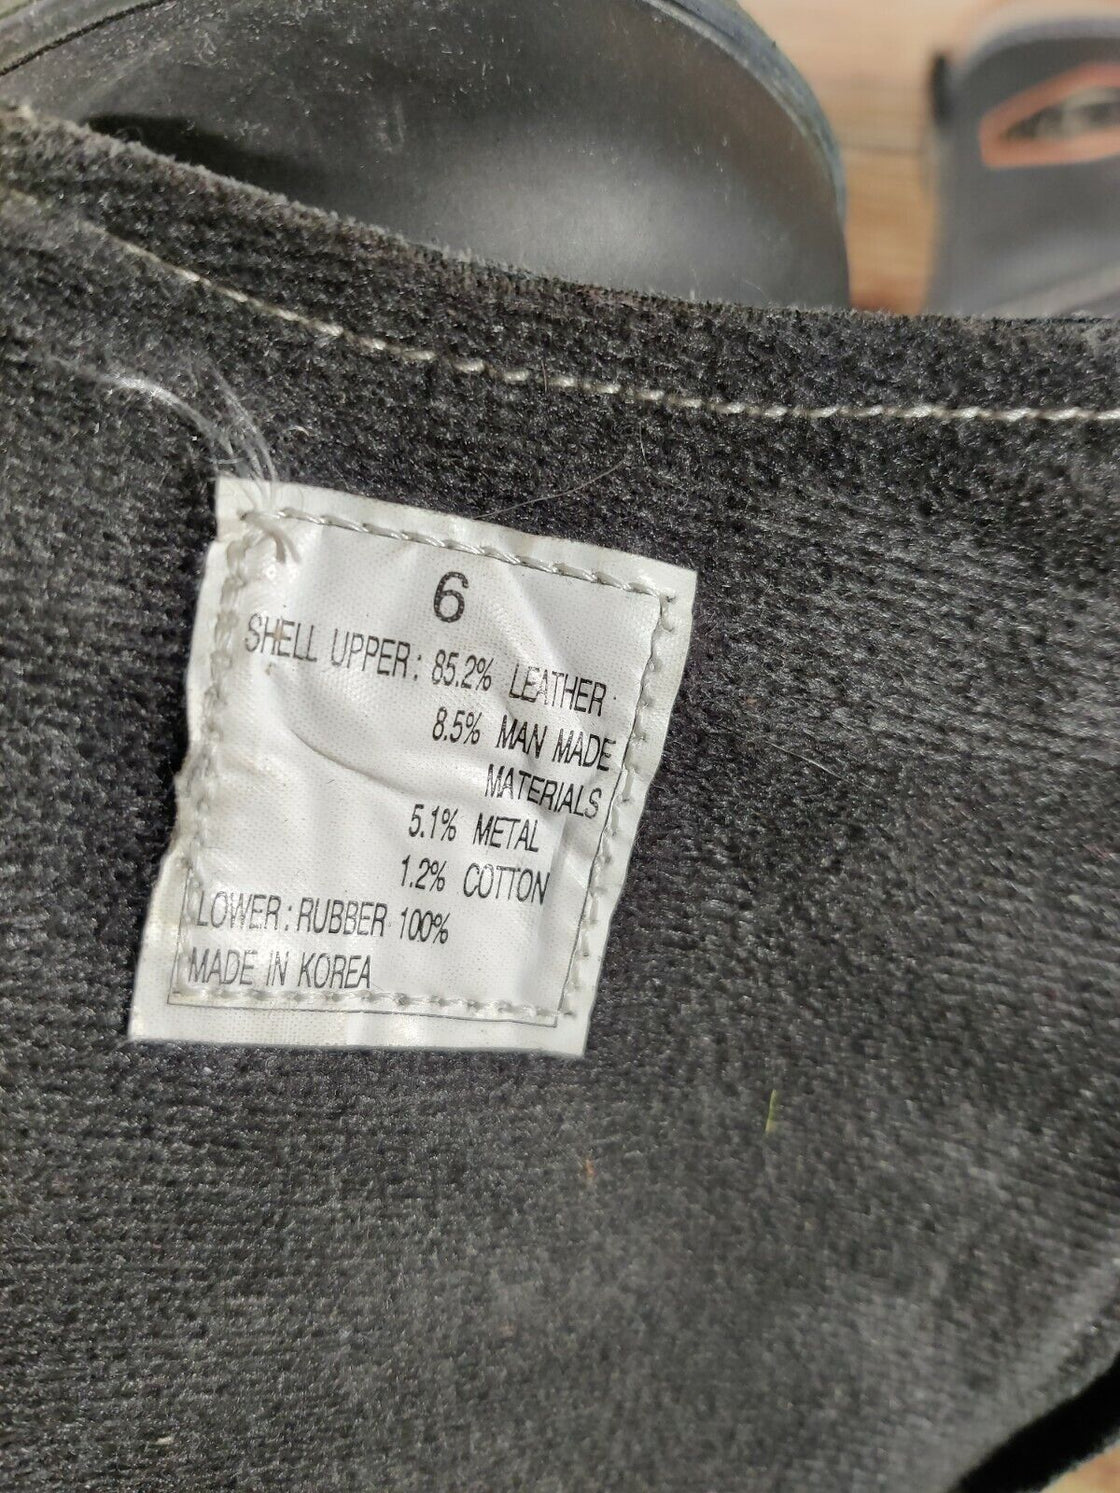 6
SHELL UPPER: 85.2% LEATHER
8.5% MAN MADE
MATERIALS
5.1% METAL
1.2% COTTON
LOWER: RUBBER 100%
MADE IN KOREA